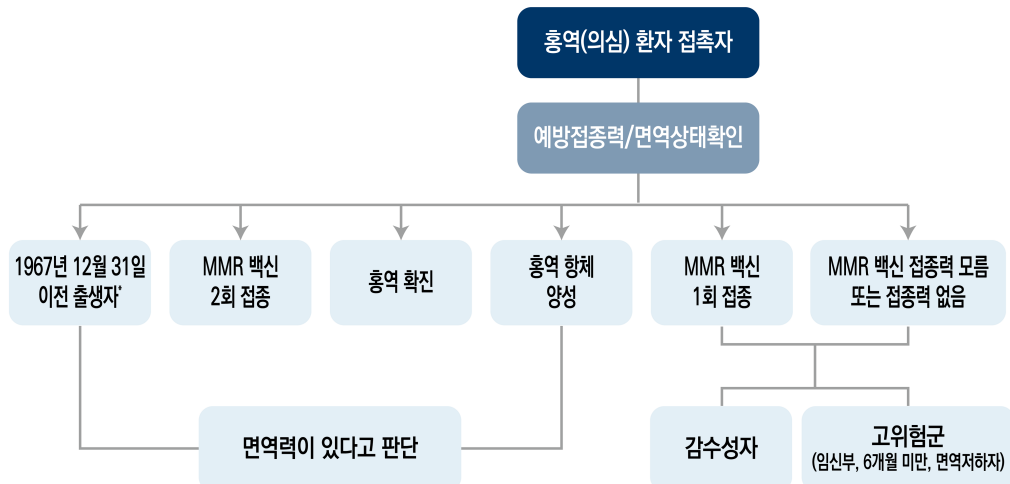 홍역(의심) 환자 접촉자
예방접종력/면역상태확인
1967년 12월 31일
이전 출생자*
MMR 백신
2회 접종
홍역 확진
홍역 항체
양성
MMR 백신
1회 접종
MMR 백신 접종력 모름
또는 접종력 없음
면역력이 있다고 판단
감수성자
고위험군
(임신부, 6개월 미만, 면역저하자)